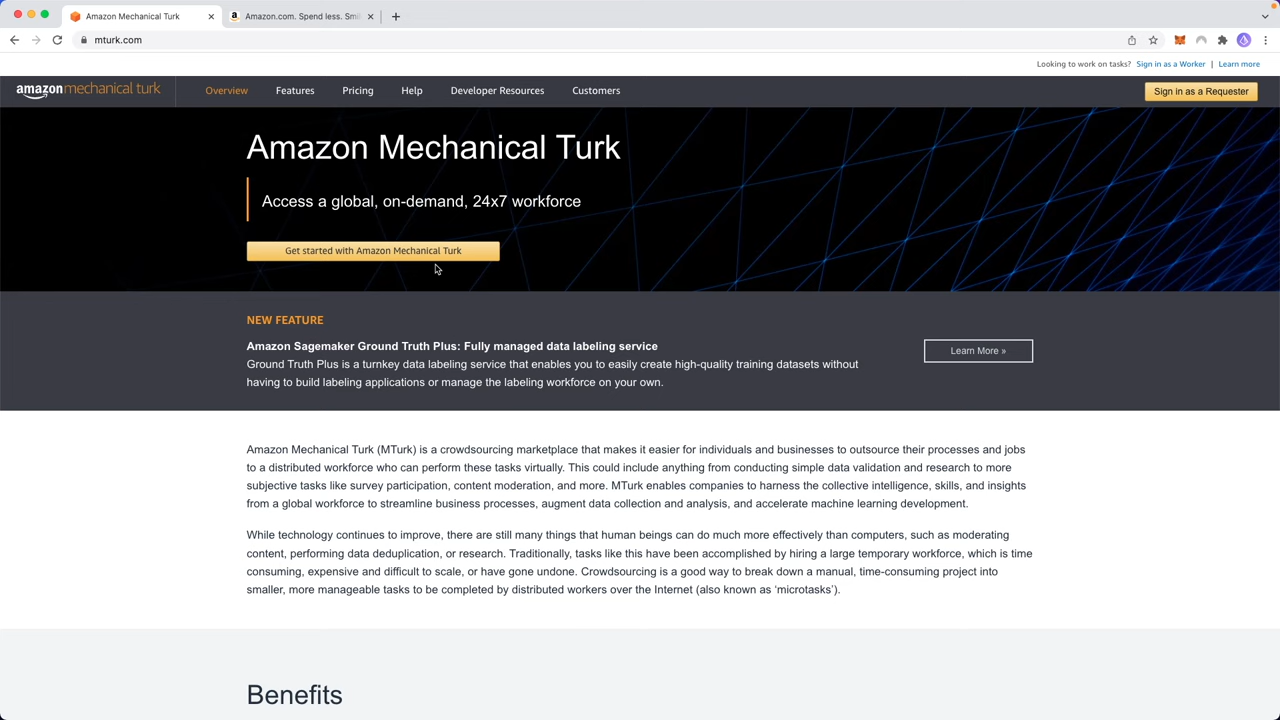 Amazon Mechanical Turk
Amazon.com. Spend less. Smi
mturk.com
Looking to work on tasks? Sign in as a Worker | Learn more
amazon mechanical turk
Overview
Features
Pricing
Help
Developer Resources
Customers
Sign in as a Requester
Amazon Mechanical Turk
Access a global, on-demand, 24x7 workforce
Get started with Amazon Mechanical Turk
NEW FEATURE
Amazon Sagemaker Ground Truth Plus: Fully managed data labeling service
Ground Truth Plus is a turnkey data labeling service that enables you to easily create high-quality training datasets without
having to build labeling applications or manage the labeling workforce on your own.
Learn More »
Amazon Mechanical Turk (MTurk) is a crowdsourcing marketplace that makes it easier for individuals and businesses to outsource their processes and jobs
to a distributed workforce who can perform these tasks virtually. This could include anything from conducting simple data validation and research to more
subjective tasks like survey participation, content moderation, and more. MTurk enables companies to harness the collective intelligence, skills, and insights
from a global workforce to streamline business processes, augment data collection and analysis, and accelerate machine learning development.
While technology continues to improve, there are still many things that human beings can do much more effectively than computers, such as moderating
content, performing data deduplication, or research. Traditionally, tasks like this have been accomplished by hiring a large temporary workforce, which is time
consuming, expensive and difficult to scale, or have gone undone. Crowdsourcing is a good way to break down a manual, time-consuming project into
smaller, more manageable tasks to be completed by distributed workers over the Internet (also known as ‘microtasks’).
Benefits